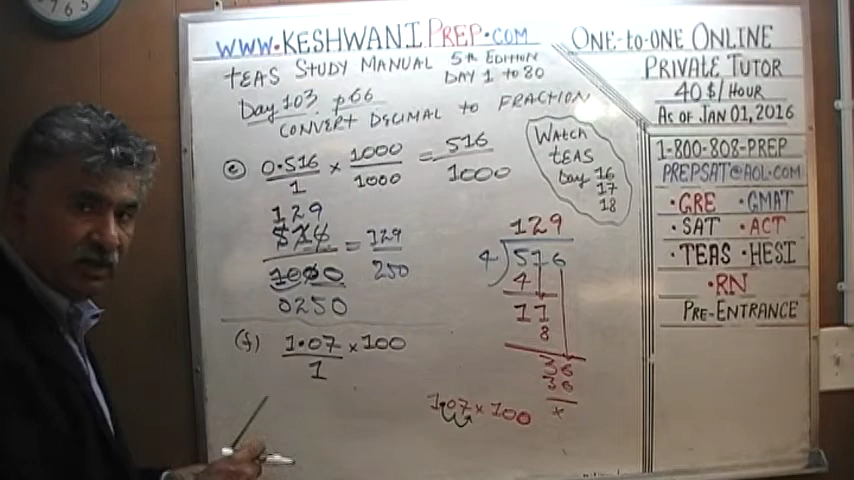 www.KESHWANIPREP.COM
TEAS STUDY MANUAL 5th EDITION
DAY 1 TO 80
Day 103. p66
CONVERT DECIMAL to FRACTION
(e) 0.516/1 × 1000/1000 = 516/1000
129
516/1000 = 129/250
0250
(f) 1.07/1 × 100
Watch
TEAS
Day 16
17
18
129
4)576
4
17
8
36
36
×
1.07 × 100
ONE-to-ONE ONLINE
PRIVATE TUTOR
40$/HOUR
AS OF JAN 01, 2016
1-800-808-PREP
PREPSAT@AOL.COM
•GRE •GMAT
•SAT •ACT
•TEAS •HESI
•RN
PRE-ENTRANCE